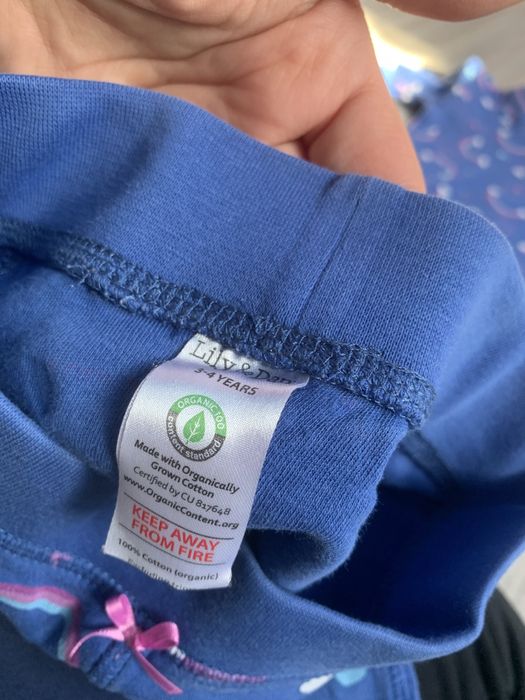 Lily & Dan
3-4 YEARS
ORGANIC 100
content standard
Made with Organically
Grown Cotton
Certified by CU 817648
www.OrganicContent.org
KEEP AWAY
FROM FIRE
100% Cotton (organic)